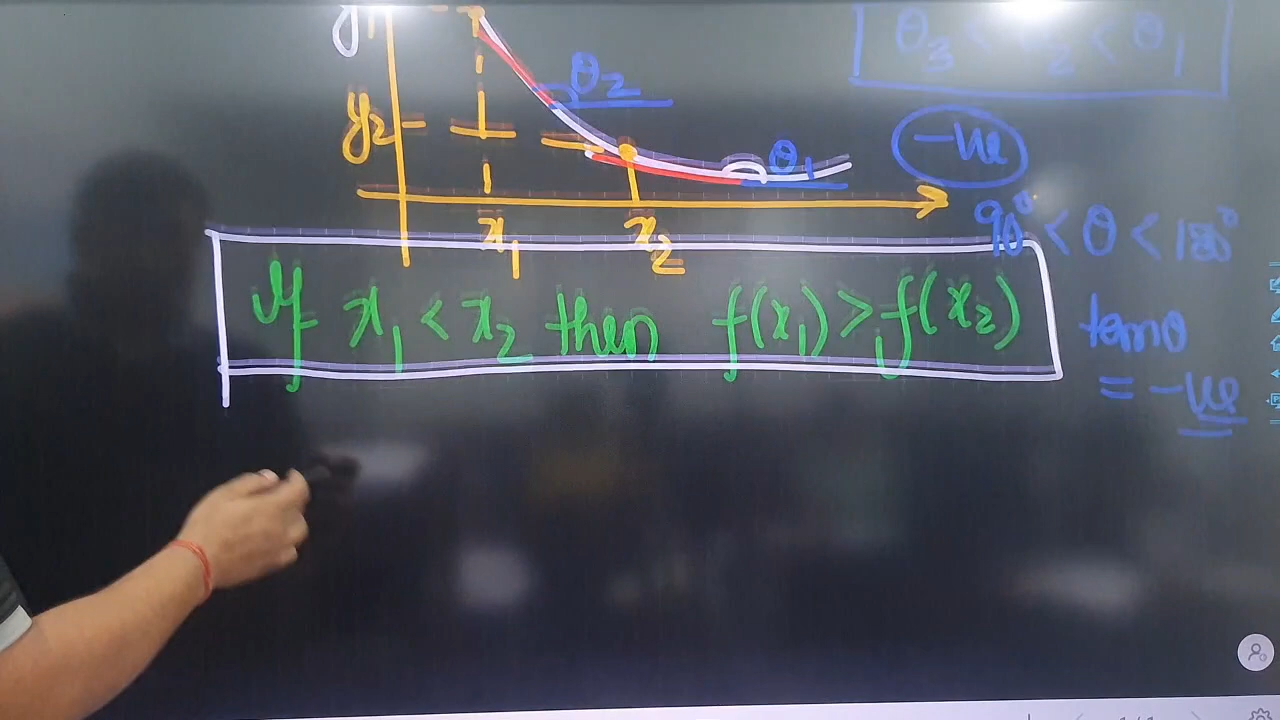 y₁
θ₃ < θ₂ < θ₁
θ₂
y₂
θ₁
-ve
x₁ x₂
90° < θ < 180°
If x₁ < x₂ then f(x₁) > f(x₂)
tanθ
= -ve